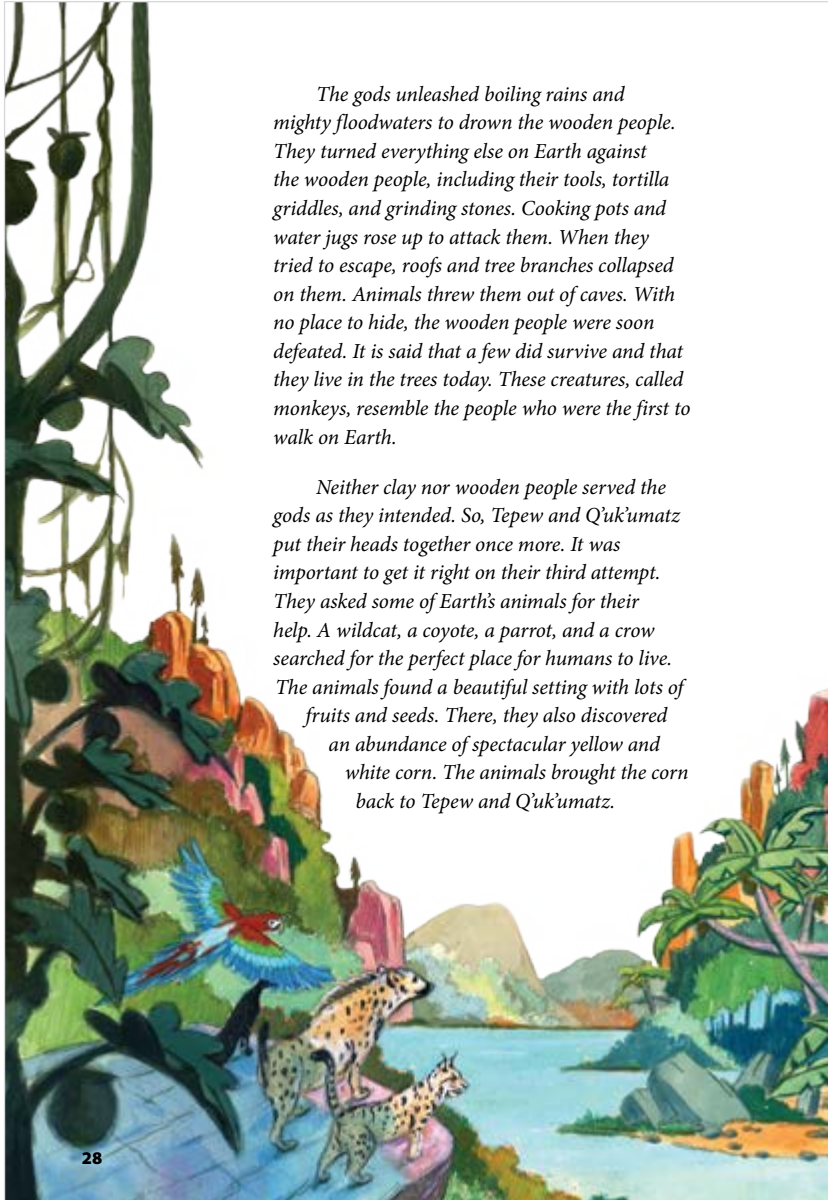 The gods unleashed boiling rains and
mighty floodwaters to drown the wooden people.
They turned everything else on Earth against
the wooden people, including their tools, tortilla
griddles, and grinding stones. Cooking pots and
water jugs rose up to attack them. When they
tried to escape, roofs and tree branches collapsed
on them. Animals threw them out of caves. With
no place to hide, the wooden people were soon
defeated. It is said that a few did survive and that
they live in the trees today. These creatures, called
monkeys, resemble the people who were the first to
walk on Earth.
Neither clay nor wooden people served the
gods as they intended. So, Tepew and Q’uk’umatz
put their heads together once more. It was
important to get it right on their third attempt.
They asked some of Earth’s animals for their
help. A wildcat, a coyote, a parrot, and a crow
searched for the perfect place for humans to live.
The animals found a beautiful setting with lots of
fruits and seeds. There, they also discovered
an abundance of spectacular yellow and
white corn. The animals brought the corn
back to Tepew and Q’uk’umatz.
28